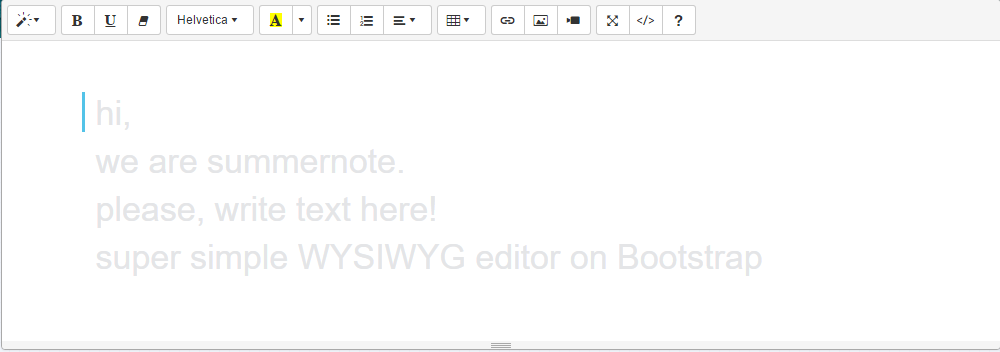 B U Helvetica A </> ?
hi,
we are summernote.
please, write text here!
super simple WYSIWYG editor on Bootstrap